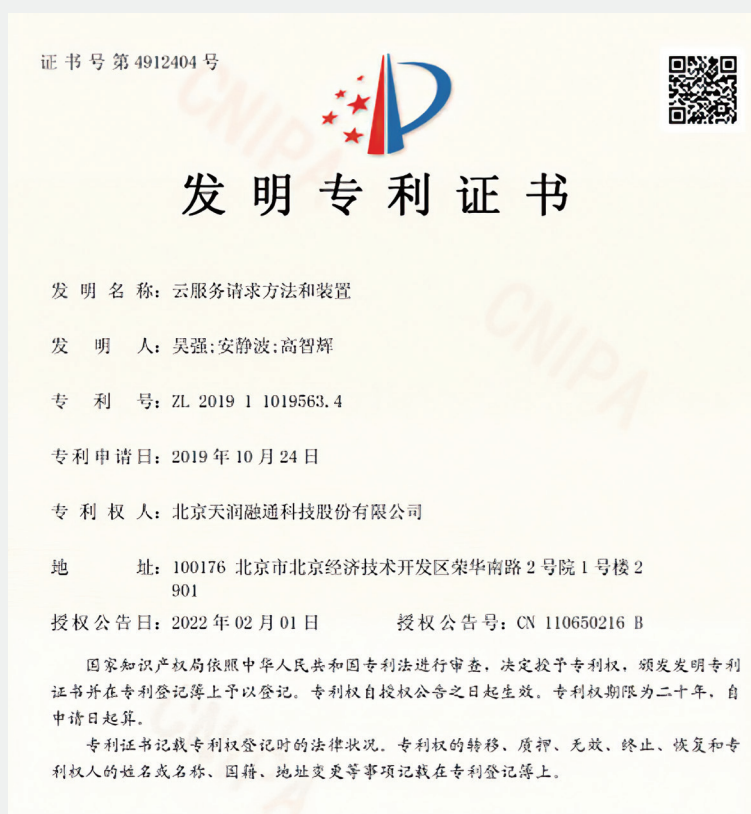 证书号第4912404号
发明专利证书
发明名称：云服务请求方法和装置
发明人：吴强;安静波;高智辉
专利号：ZL 2019 1 1019563.4
专利申请日：2019年10月24日
专利权人：北京天润融通科技股份有限公司
地址：100176 北京市北京经济技术开发区荣华南路2号院1号楼2
901
授权公告日：2022年02月01日 授权公告号：CN 110650216 B
国家知识产权局依照中华人民共和国专利法进行审查，决定授予专利权，颁发发明专利
证书并在专利登记簿上予以登记。专利权自授权公告之日起生效。专利权期限为二十年，自
申请日起算。
专利证书记载专利权登记时的法律状况。专利权的转移、质押、无效、终止、恢复和专
利权人的姓名或名称、国籍、地址变更等事项记载在专利登记簿上。
CNIPA
CNIPA
CNIPA